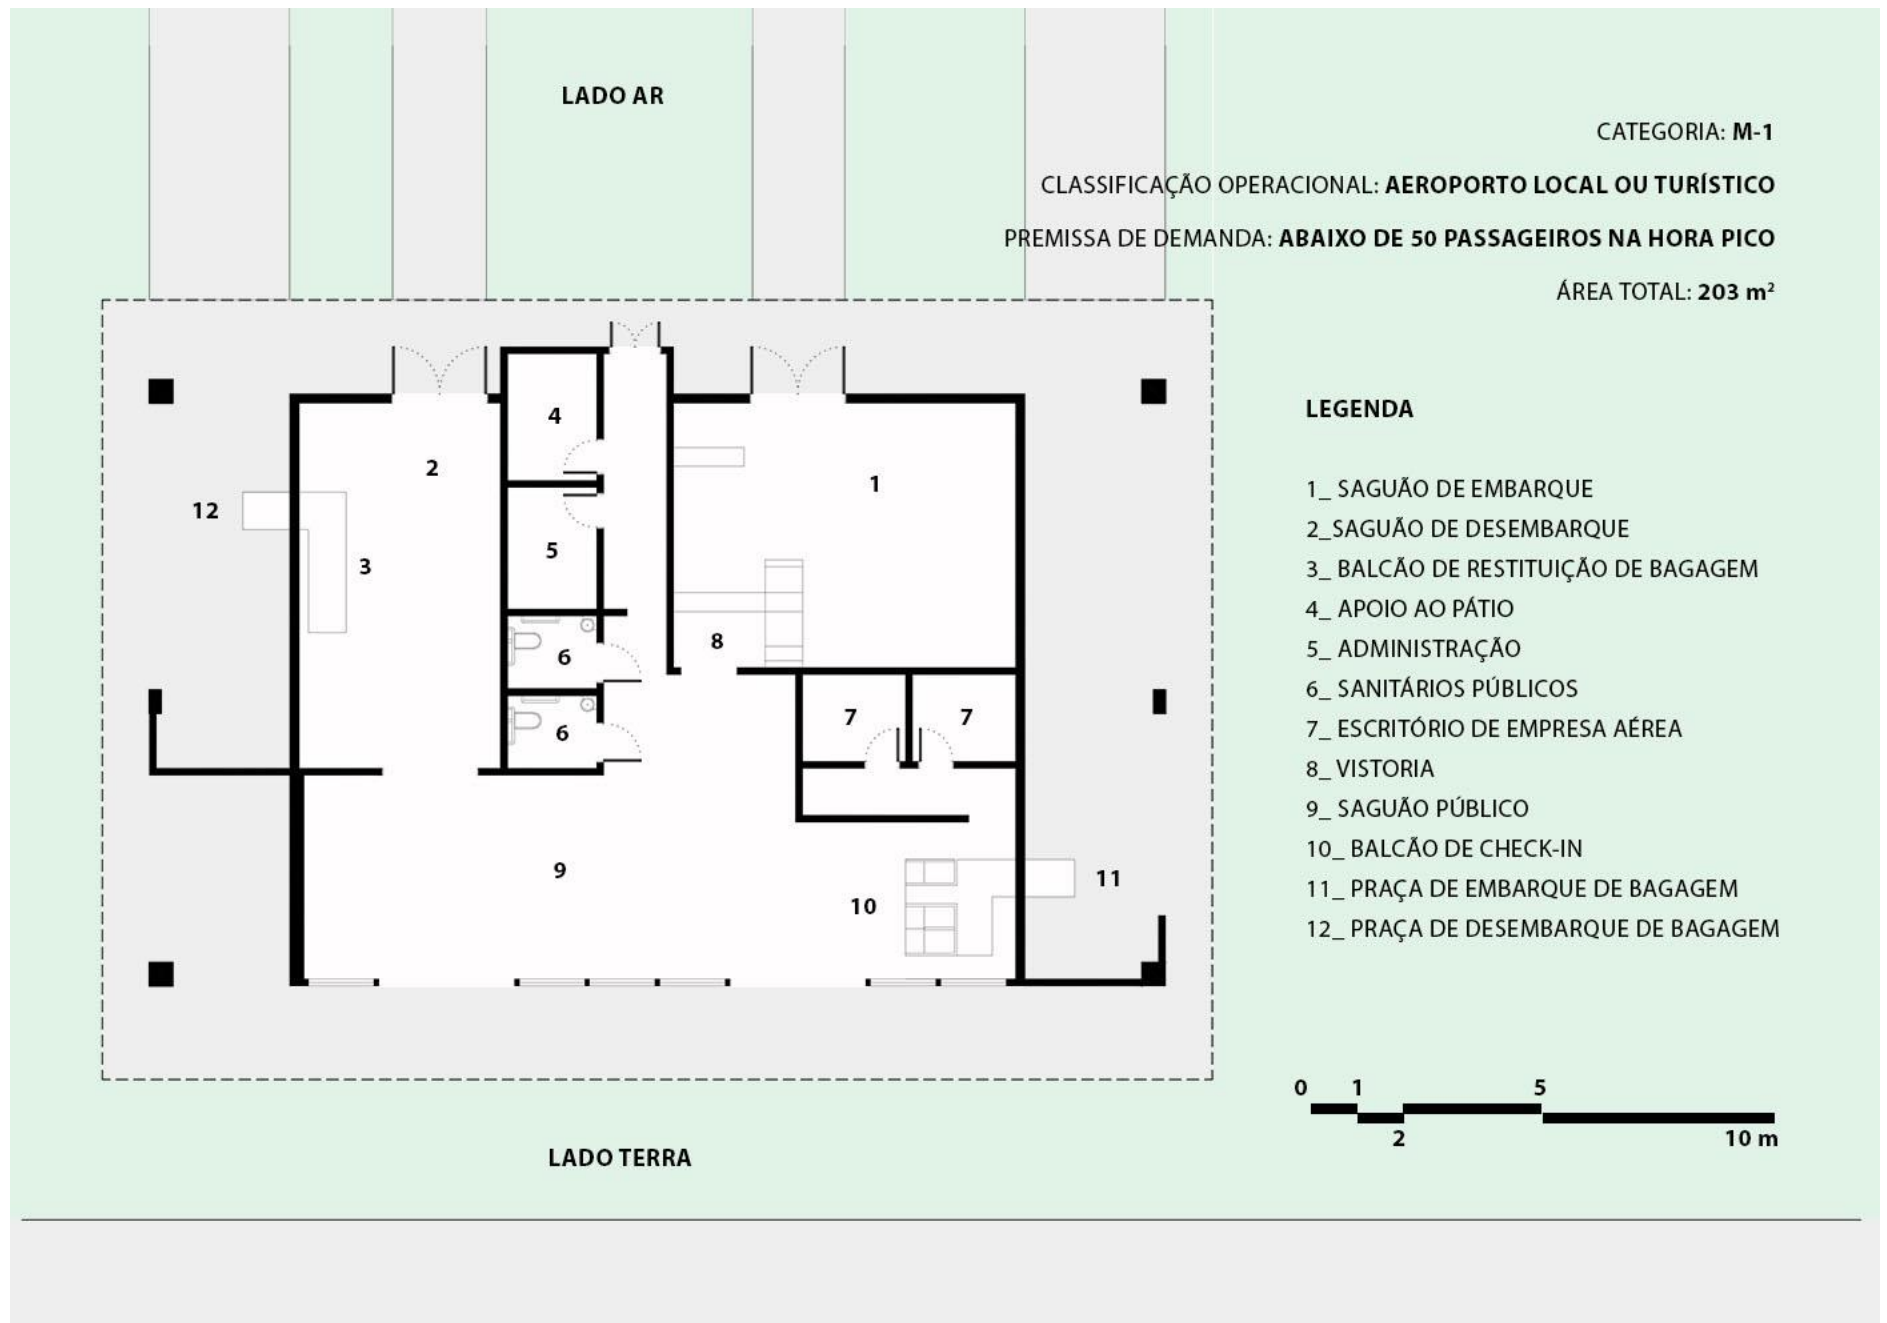 LADO AR
CATEGORIA: M-1
CLASSIFICAÇÃO OPERACIONAL: AEROPORTO LOCAL OU TURÍSTICO
PREMISSA DE DEMANDA: ABAIXO DE 50 PASSAGEIROS NA HORA PICO
ÁREA TOTAL: 203 m²
4
2
1
12
5
3
8
6
7
7
6
9
11
10
LEGENDA
1_ SAGUÃO DE EMBARQUE
2_SAGUÃO DE DESEMBARQUE
3_ BALCÃO DE RESTITUIÇÃO DE BAGAGEM
4_ APOIO AO PÁTIO
5_ ADMINISTRAÇÃO
6_ SANITÁRIOS PÚBLICOS
7_ ESCRITÓRIO DE EMPRESA AÉREA
8_ VISTORIA
9_ SAGUÃO PÚBLICO
10_ BALCÃO DE CHECK-IN
11_ PRAÇA DE EMBARQUE DE BAGAGEM
12_ PRAÇA DE DESEMBARQUE DE BAGAGEM
0 1 5
2 10 m
LADO TERRA